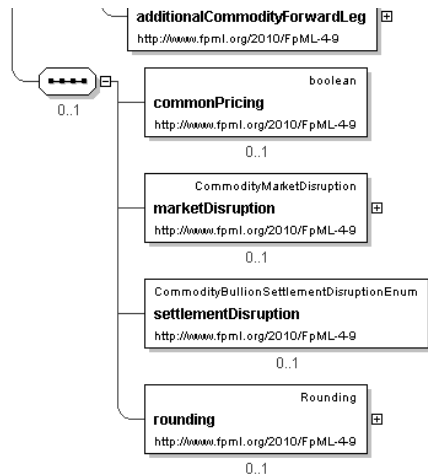 additionalCommodityForwardLeg
http://www.fpml.org/2010/FpML-4-9
0..1
boolean
commonPricing
http://www.fpml.org/2010/FpML-4-9
0..1
CommodityMarketDisruption
marketDisruption
http://www.fpml.org/2010/FpML-4-9
0..1
CommodityBullionSettlementDisruptionEnum
settlementDisruption
http://www.fpml.org/2010/FpML-4-9
0..1
Rounding
rounding
http://www.fpml.org/2010/FpML-4-9
0..1